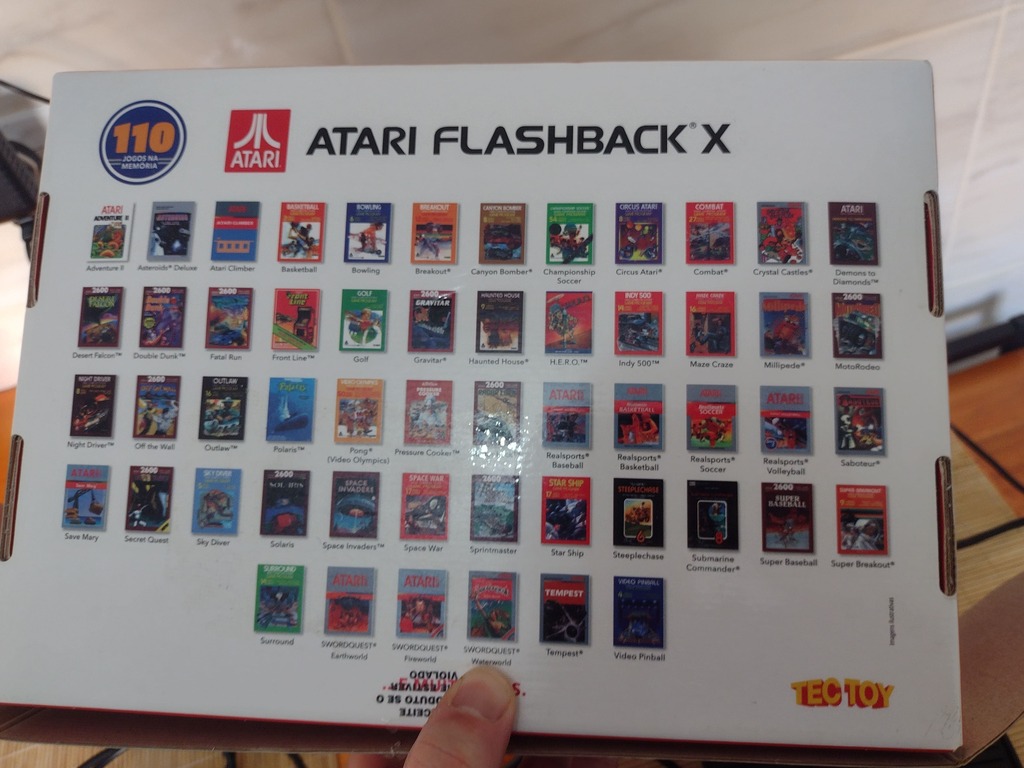 110
JOGOS NA
MEMÓRIA
ATARI
ATARI FLASHBACK® X
Adventure II
Asteroids® Deluxe
Atari Climber
Basketball
Bowling
Breakout®
Canyon Bomber®
Championship
Soccer
Circus Atari®
Combat®
Crystal Castles®
Demons to
Diamonds™
Desert Falcon™
Double Dunk™
Fatal Run
Front Line™
Golf
Gravitar®
Haunted House®
H.E.R.O.™
Indy 500™
Maze Craze
Millipede®
MotoRodeo
Night Driver™
Off the Wall
Outlaw™
Polaris™
Pong®
(Video Olympics)
Pressure Cooker™
Realsports®
Baseball
Realsports®
Basketball
Realsports®
Soccer
Realsports®
Volleyball
Saboteur®
Save Mary
Secret Quest
Sky Diver
Solaris
Space Invaders™
Space War
Sprintmaster
Star Ship
Steeplechase
Submarine
Commander®
Super Baseball
Super Breakout®
Surround
SWORDQUEST®
Earthworld
SWORDQUEST®
Fireworld
SWORDQUEST®
Waterworld
Tempest®
Video Pinball
Imagens ilustrativas
VIOLADO
TECTOY